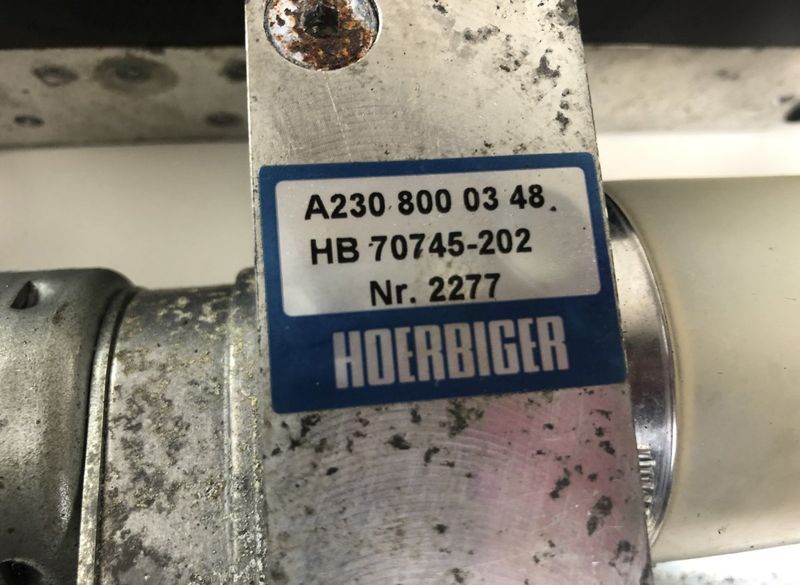 A230 800 03 48
HB 70745-202
Nr. 2277
HOERBIGER